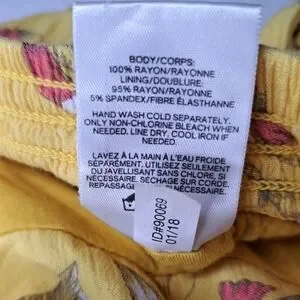 BODY/CORPS:
100% RAYON/RAYONNE
LINING/DOUBLURE:
95% RAYON/RAYONNE
5% SPANDEX/FIBRE ÉLASTHANNE
HAND WASH COLD SEPARATELY.
ONLY NON-CHLORINE BLEACH WHEN
NEEDED. LINE DRY. COOL IRON IF
NEEDED.
LAVEZ À LA MAIN À L'EAU FROIDE
SÉPARÉMENT. UTILISEZ SEULEMENT
DU JAVELLISANT SANS CHLORE, SI
NÉCESSAIRE. SÉCHAGE SUR CORDE.
REPASSAGE
NÉCESSAIRE.
ID#90069
01/18